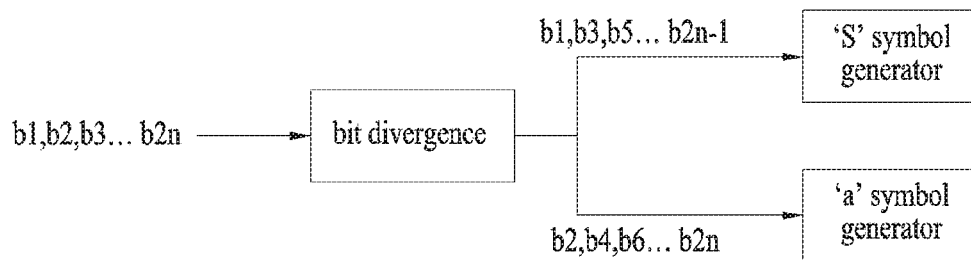 b1,b3,b5... b2n-1
‘S’ symbol
generator
b1,b2,b3... b2n
bit divergence
b2,b4,b6... b2n
‘a’ symbol
generator